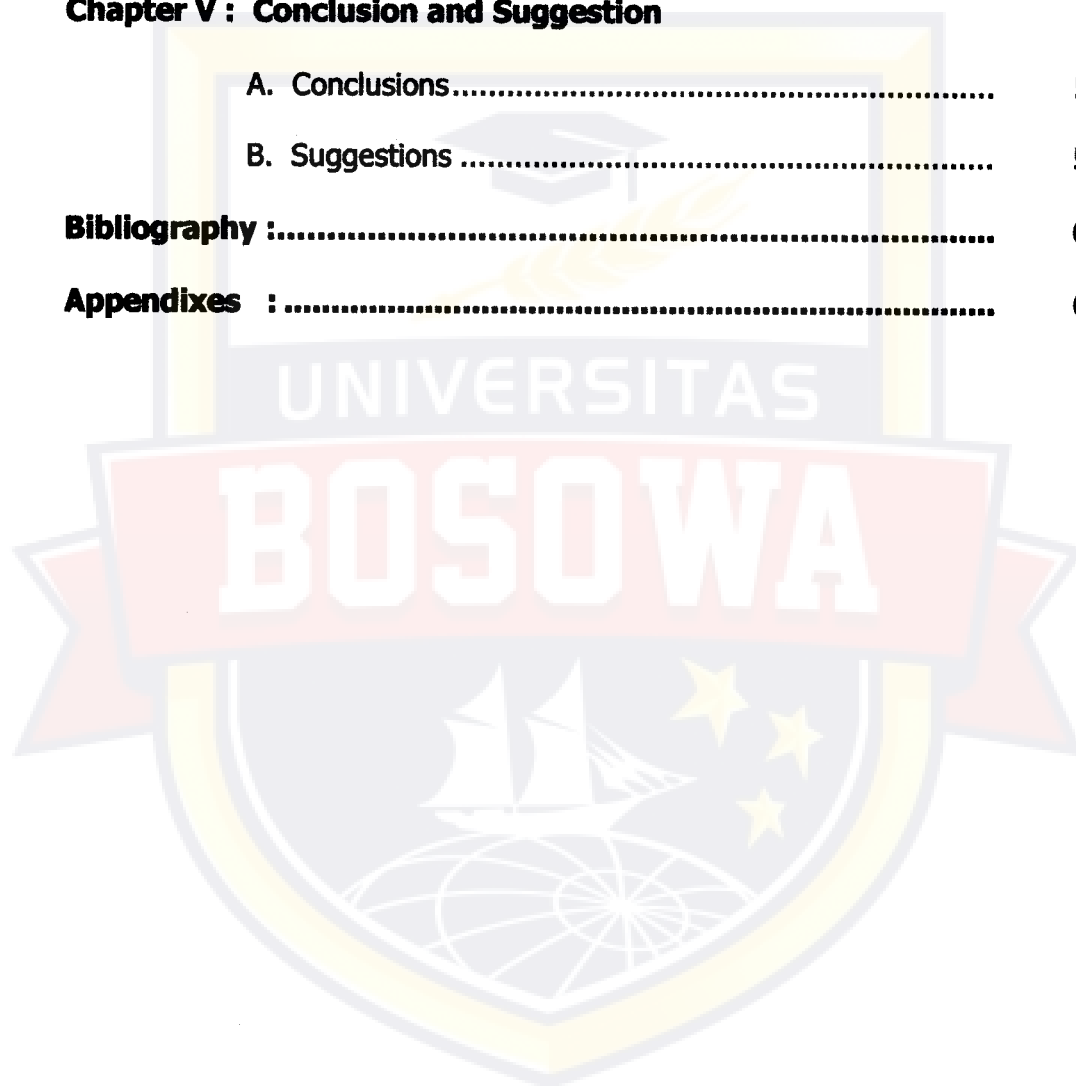 Chapter V : Conclusion and Suggestion
A. Conclusions................................................................
B. Suggestions ...............................................................
Bibliography :................................................................................
Appendixes : ...............................................................................
UNIVERSITAS
BOSOWA